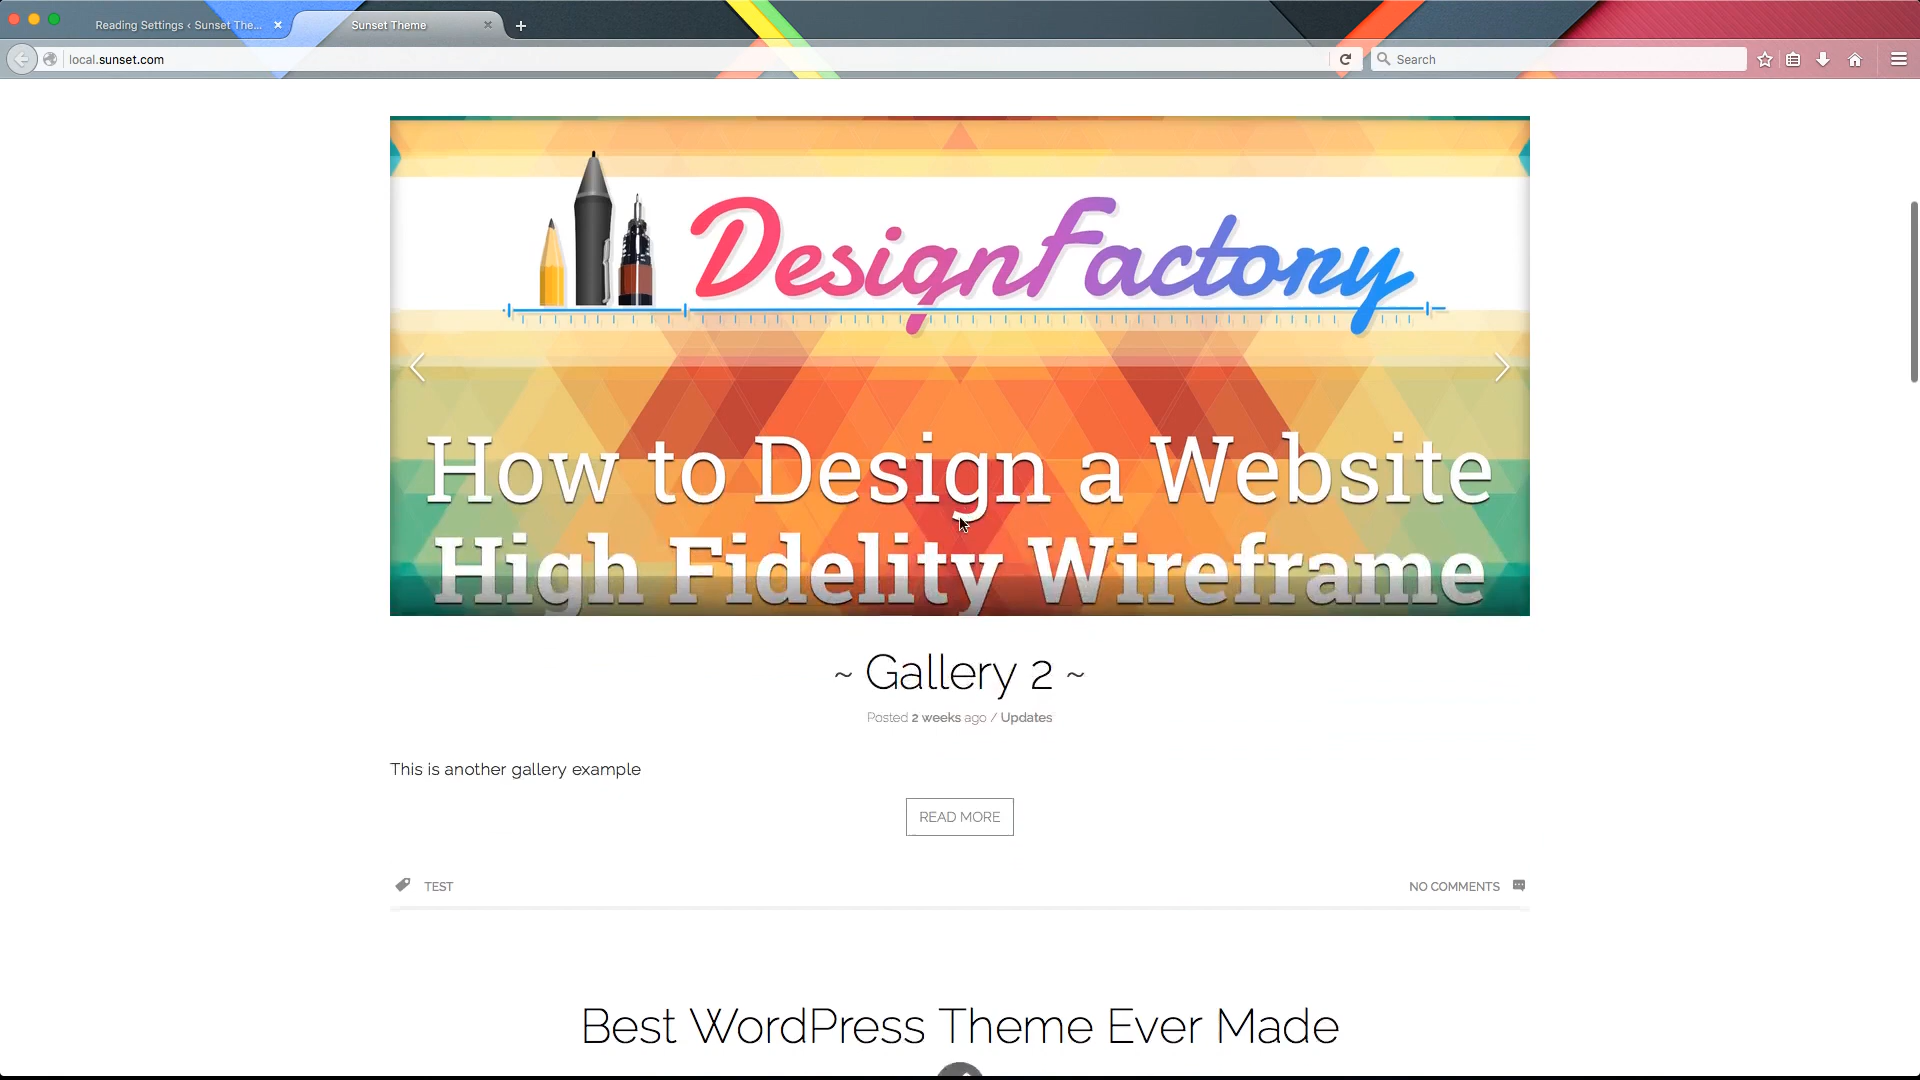 Reading Settings ‹ Sunset The...
Sunset Theme
local.sunset.com
Search
DesignFactory
How to Design a Website
High Fidelity Wireframe
~ Gallery 2 ~
Posted 2 weeks ago / Updates
This is another gallery example
READ MORE
TEST
NO COMMENTS
Best WordPress Theme Ever Made